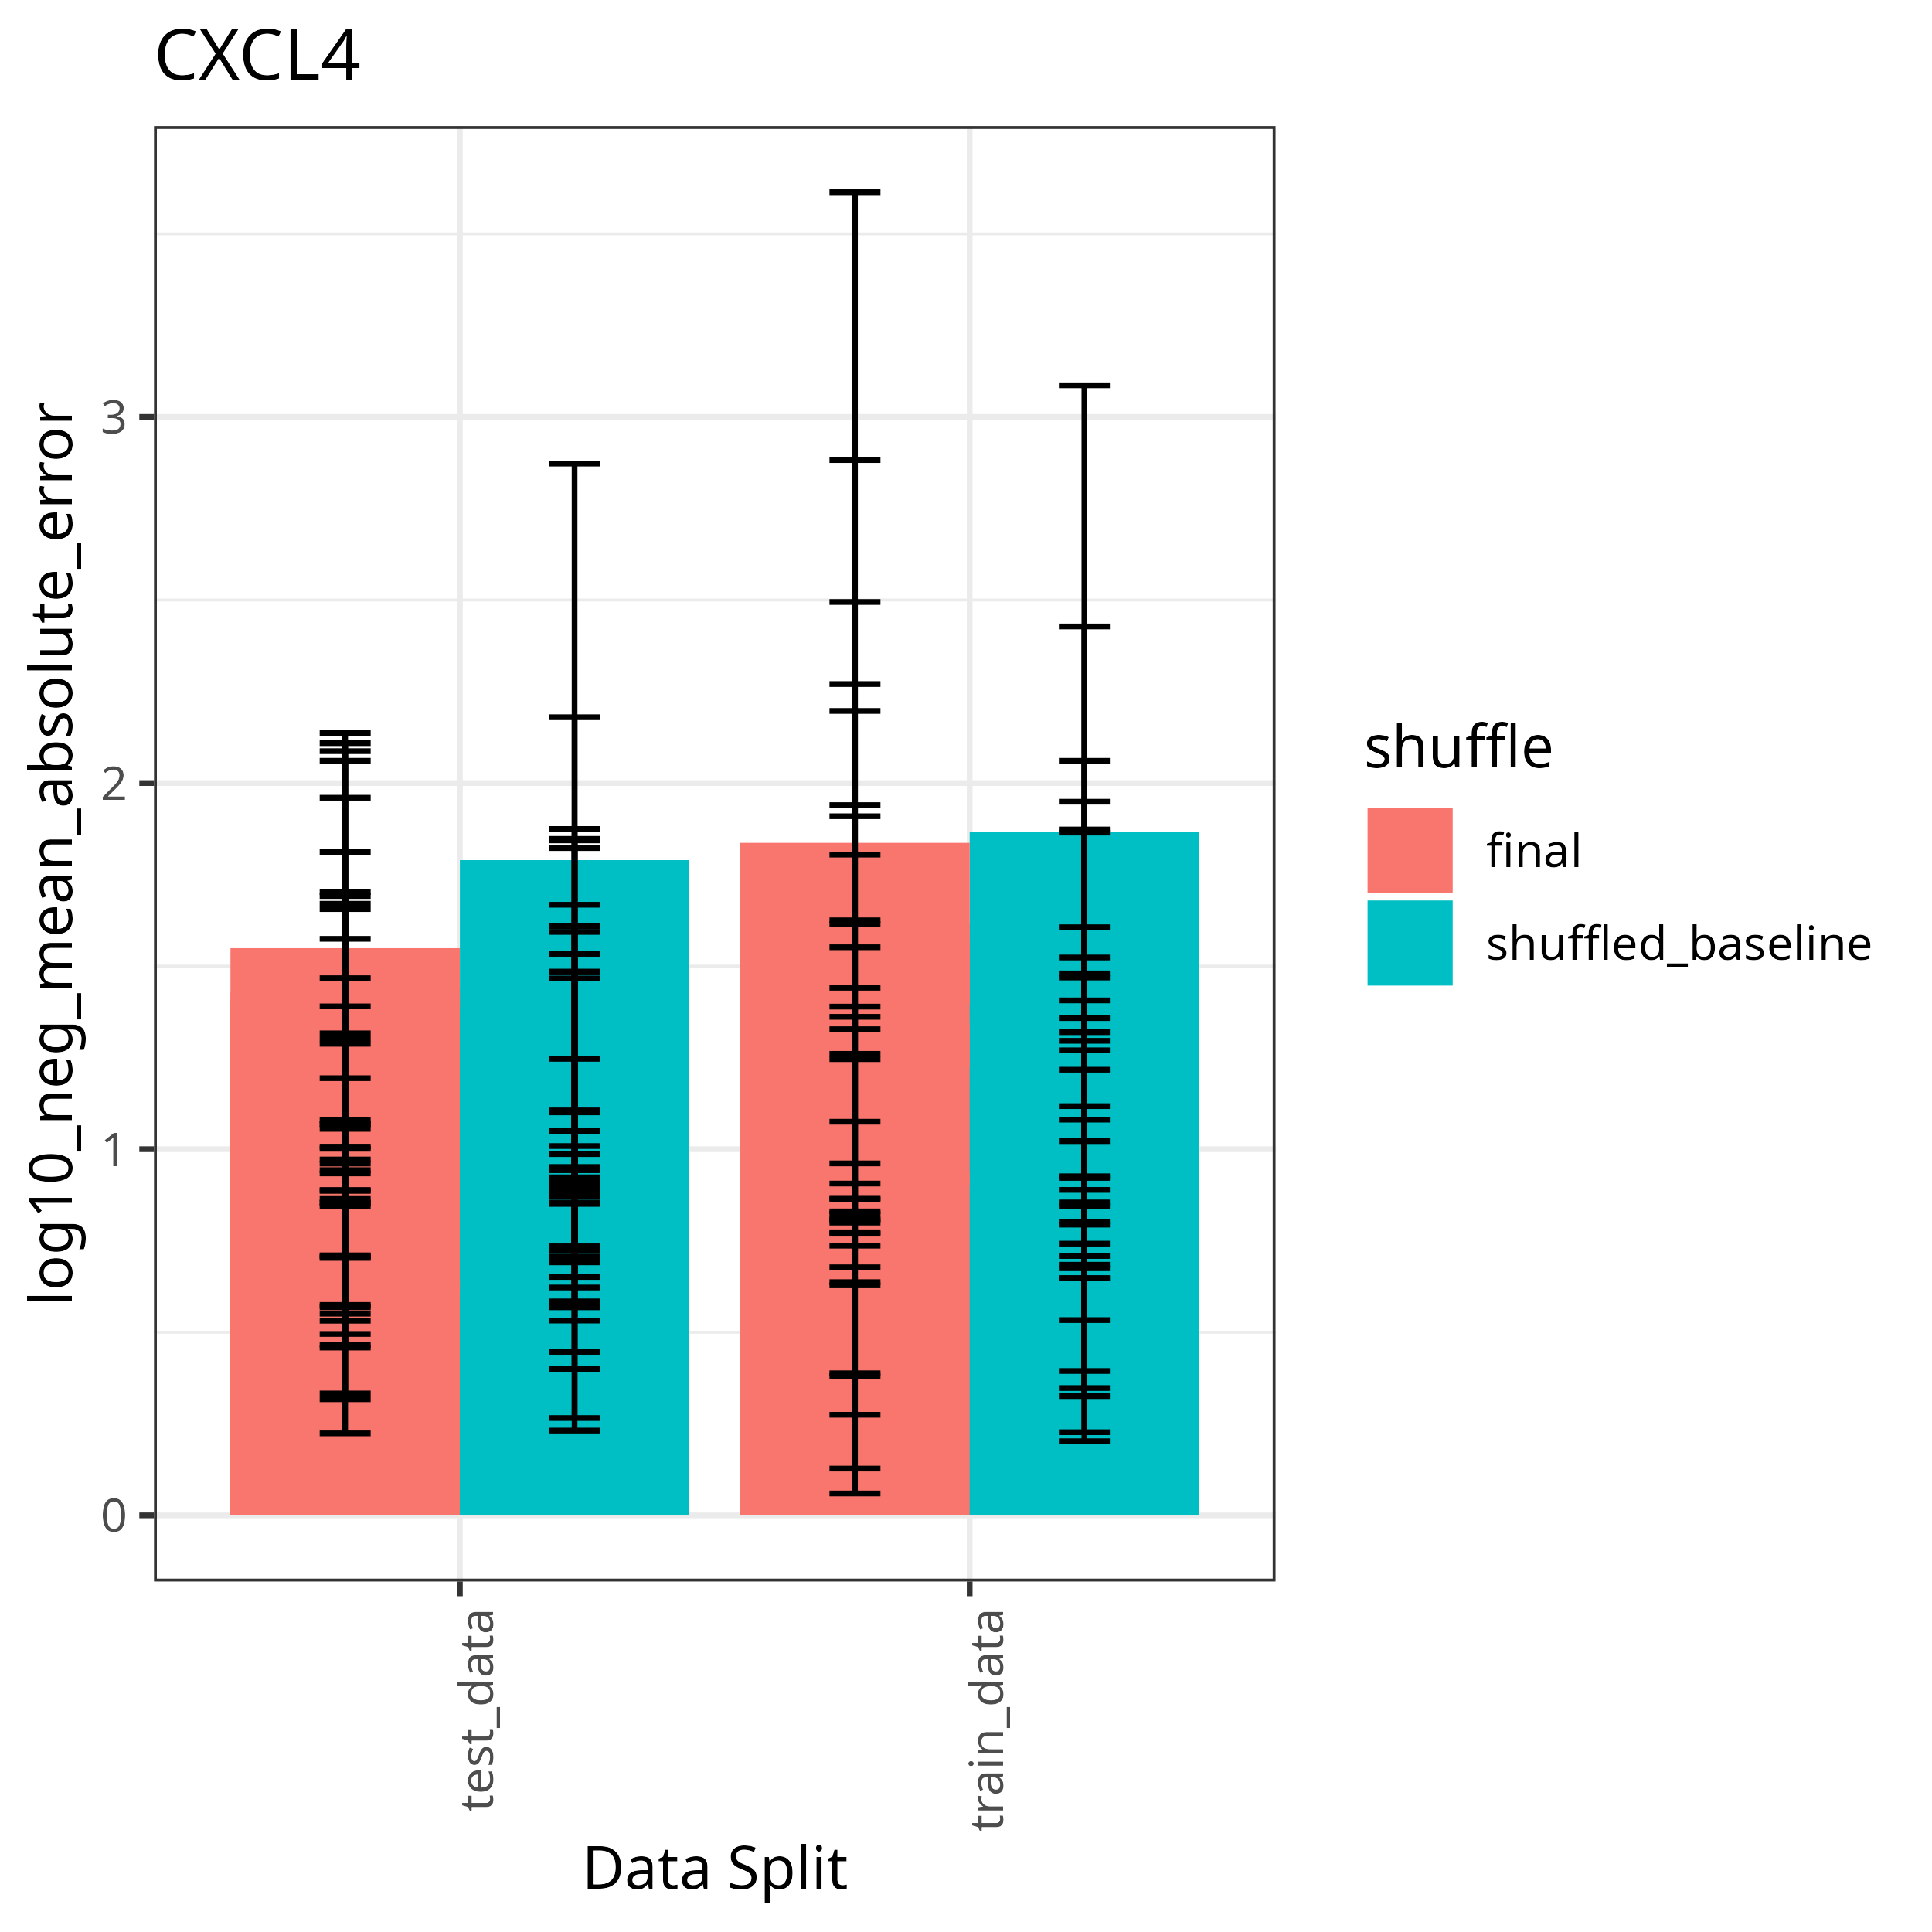 CXCL4
log10_neg_mean_absolute_error
3
2
1
0
test_data
train_data
Data Split
shuffle
final
shuffled_baseline